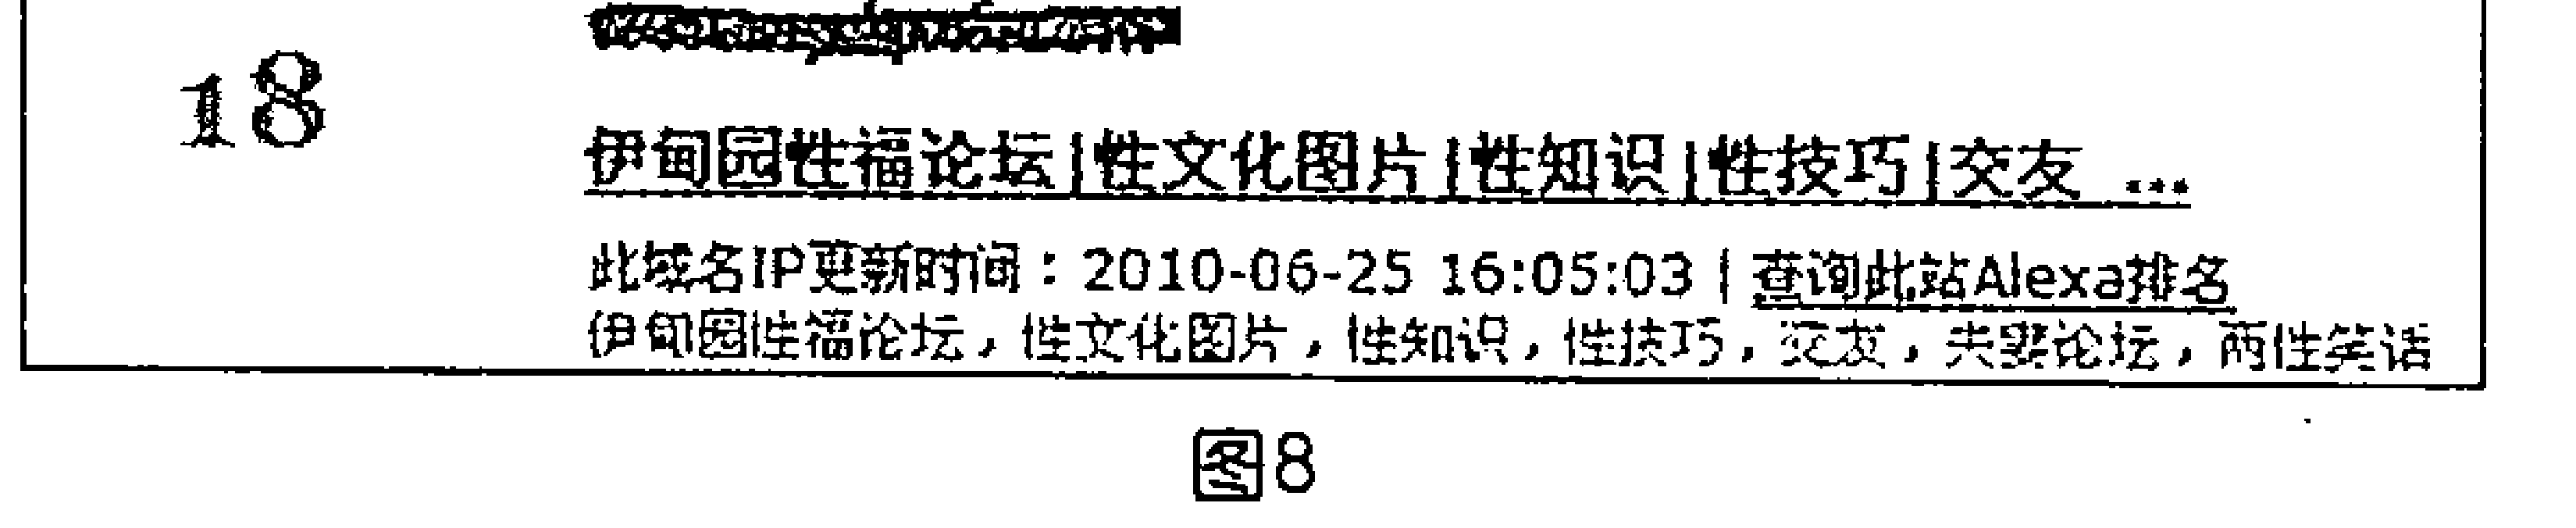 18
伊甸园性福论坛|性文化图片|性知识|性技巧|交友 ...
此域名IP更新时间：2010-06-25 16:05:03 | 查询此站Alexa排名
伊甸园性福论坛，性文化图片，性知识，性技巧，交友，夫妻论坛，两性笑话
图8